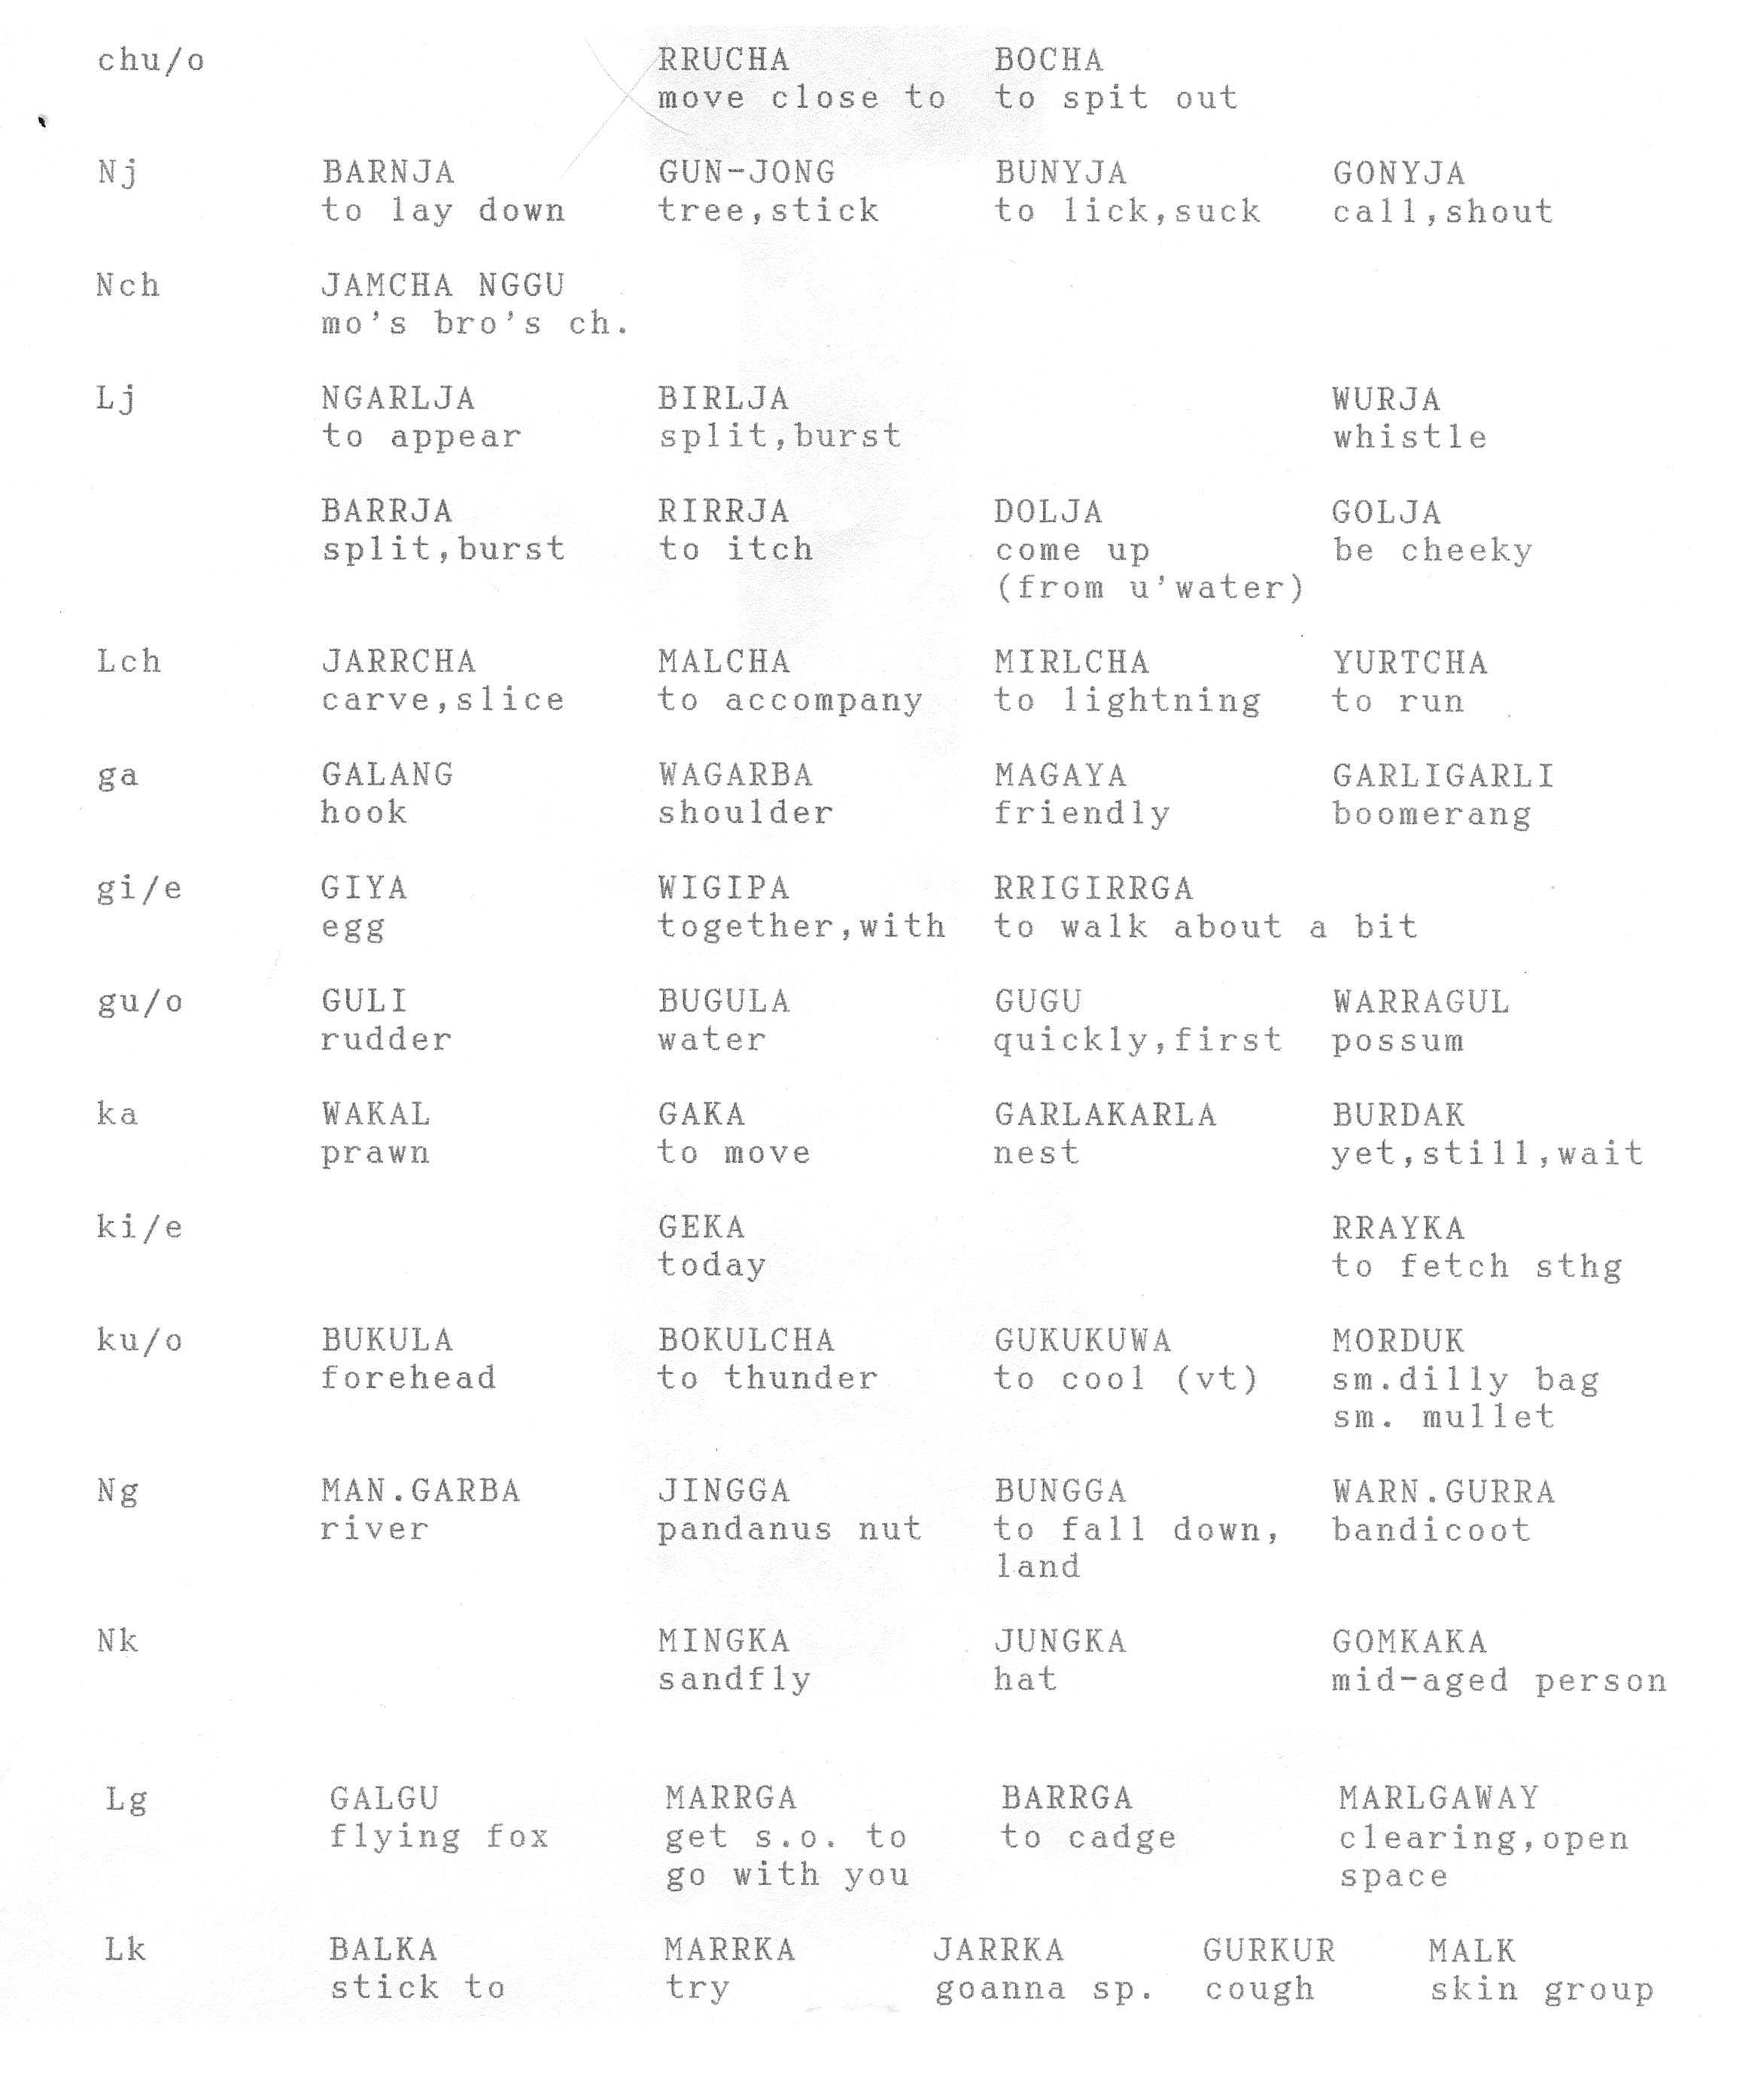 chu/o RRUCHA BOCHA
move close to to spit out
Nj BARNJA GUN-JONG BUNYJA GONYJA
to lay down tree,stick to lick,suck call,shout
Nch JAMCHA NGGU
mo's bro's ch.
Lj NGARLJA BIRLJA WURJA
to appear split,burst whistle
BARRJA RIRRJA DOLJA GOLJA
split,burst to itch come up be cheeky
(from u'water)
Lch JARRCHA MALCHA MIRLCHA YURTCHA
carve,slice to accompany to lightning to run
ga GALANG WAGARBA MAGAYA GARLIGARLI
hook shoulder friendly boomerang
gi/e GIYA WIGIPA RRIGIRRGA
egg together,with to walk about a bit
gu/o GULI BUGULA GUGU WARRAGUL
rudder water quickly,first possum
ka WAKAL GAKA GARLAKARLA BURDAK
prawn to move nest yet,still,wait
ki/e GEKA RRAYKA
today to fetch sthg
ku/o BUKULA BOKULCHA GUKUKUWA MORDUK
forehead to thunder to cool (vt) sm.dilly bag
sm. mullet
Ng MAN.GARBA JINGGA BUNGGA WARN.GURRA
river pandanus nut to fall down, bandicoot
land
Nk MINGKA JUNGKA GOMKAKA
sandfly hat mid-aged person
Lg GALGU MARRGA BARRGA MARLGAWAY
flying fox get s.o. to to cadge clearing,open
go with you space
Lk BALKA MARRKA JARRKA GURKUR MALK
stick to try goanna sp. cough skin group